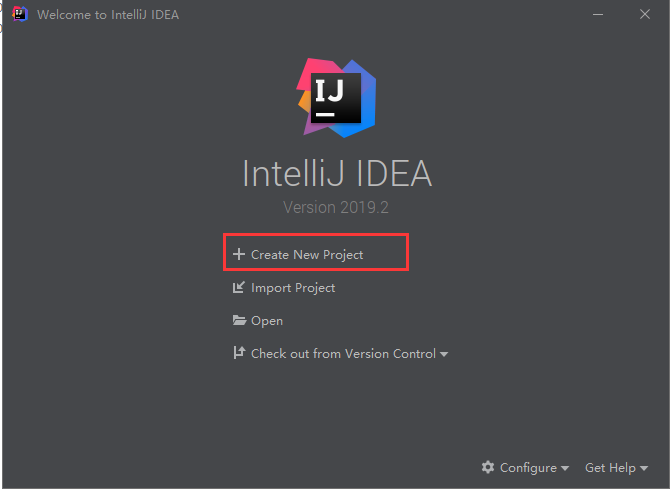 Welcome to IntelliJ IDEA
IJ
IntelliJ IDEA
Version 2019.2
Create New Project
Import Project
Open
Check out from Version Control
Configure
Get Help